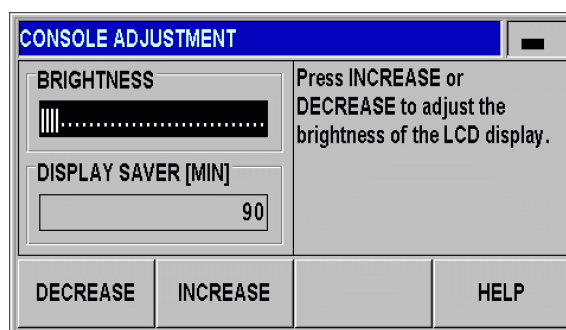 CONSOLE ADJUSTMENT
BRIGHTNESS
Press INCREASE or
DECREASE to adjust the
brightness of the LCD display.
DISPLAY SAVER [MIN]
90
DECREASE
INCREASE
HELP